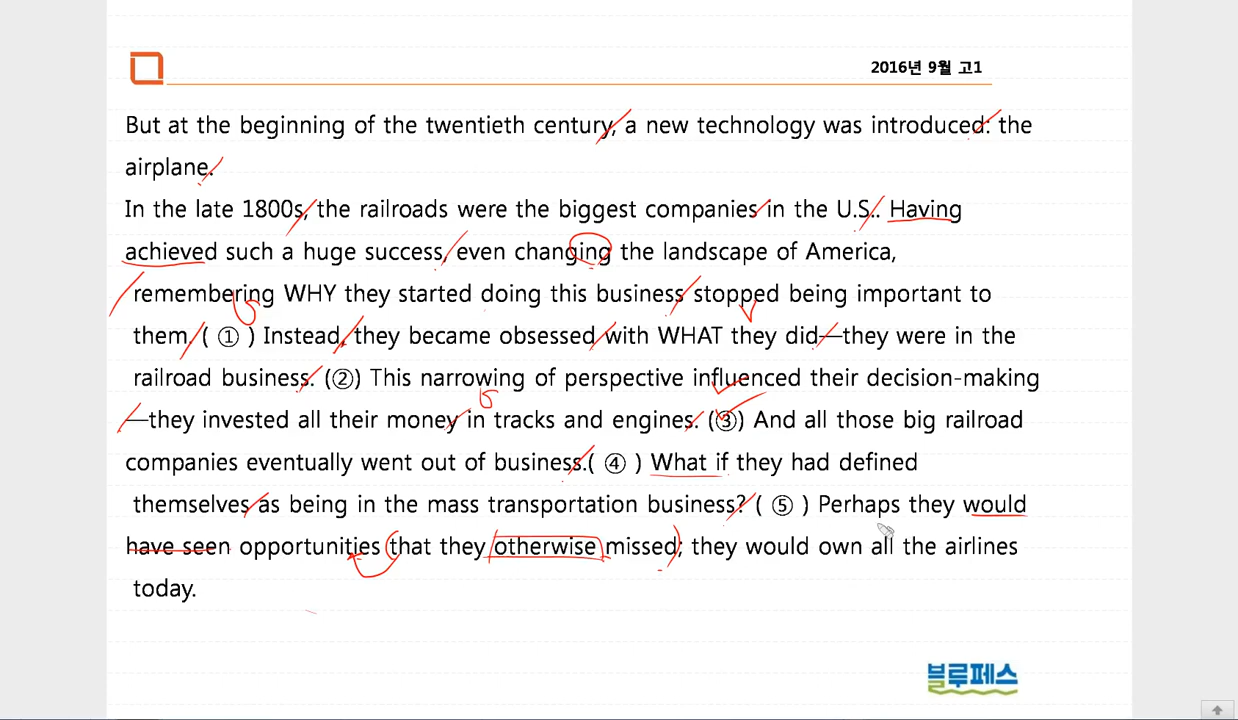 2016년 9월 고1
But at the beginning of the twentieth century, a new technology was introduced: the
airplane.
In the late 1800s, the railroads were the biggest companies in the U.S.. Having
achieved such a huge success, even changing the landscape of America,
remembering WHY they started doing this business stopped being important to
them. ( ① ) Instead, they became obsessed with WHAT they did—they were in the
railroad business. (②) This narrowing of perspective influenced their decision-making
—they invested all their money in tracks and engines. (③) And all those big railroad
companies eventually went out of business.( ④ ) What if they had defined
themselves as being in the mass transportation business? ( ⑤ ) Perhaps they would
have seen opportunities that they otherwise missed; they would own all the airlines
today.
블루페스